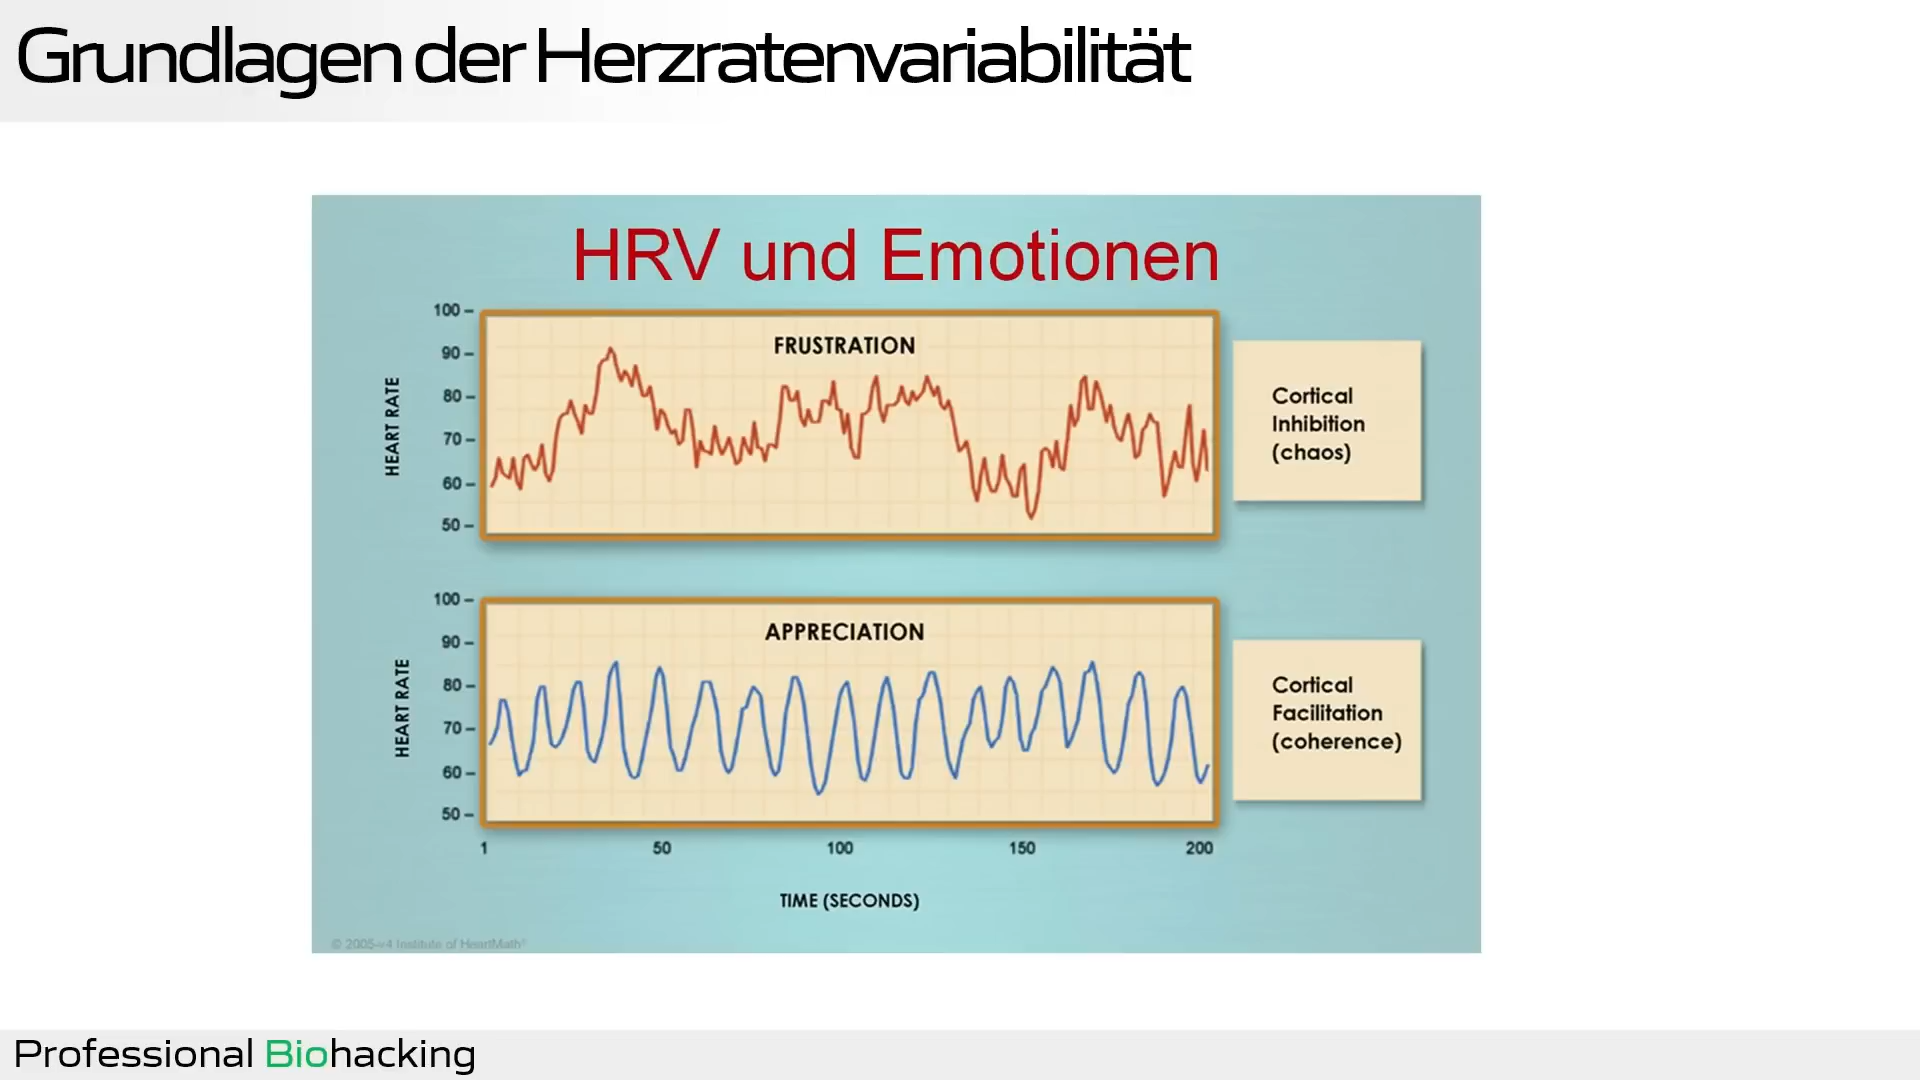 Grundlagen der Herzratenvariabilität
HRV und Emotionen
100
90
80
70
60
50
HEART RATE
FRUSTRATION
Cortical
Inhibition
(chaos)
100
90
80
70
60
50
HEART RATE
APPRECIATION
Cortical
Facilitation
(coherence)
1 50 100 150 200
TIME (SECONDS)
© 2005-v4 Institute of HeartMath®
Professional Biohacking